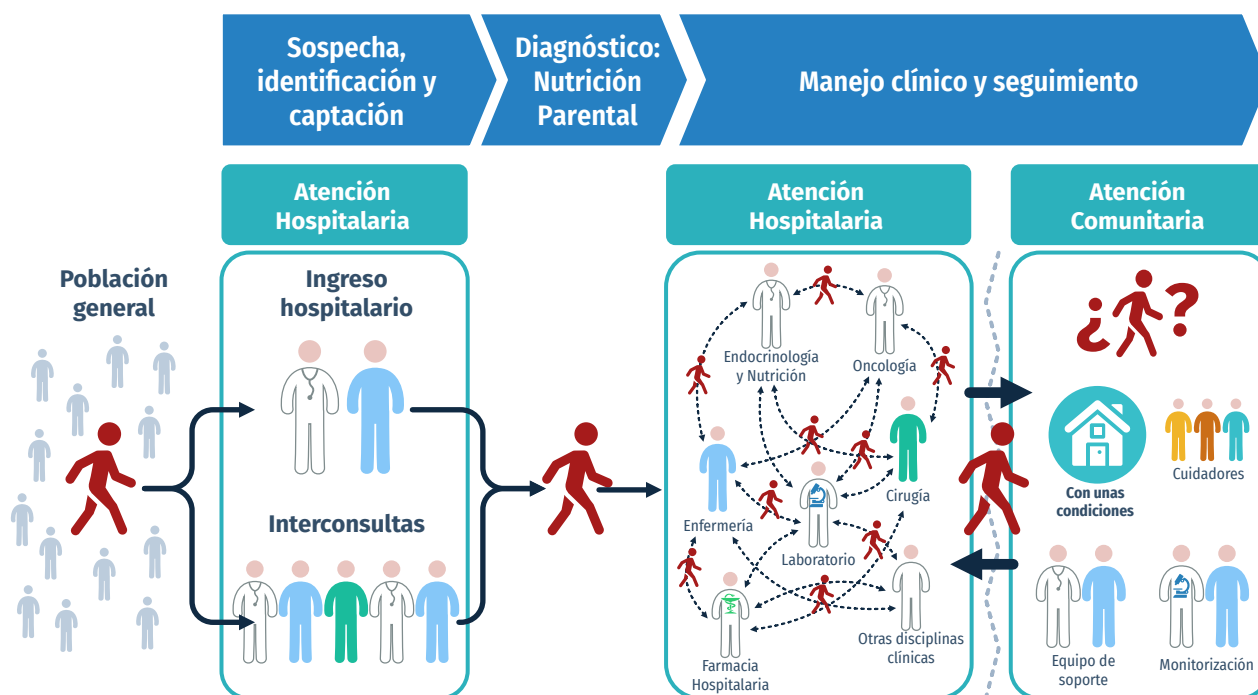 Sospecha,
identificación y
captación
Diagnóstico:
Nutrición
Parental
Manejo clínico y seguimiento
Atención
Hospitalaria
Atención
Hospitalaria
Atención
Comunitaria
Población
general
Ingreso
hospitalario
Interconsultas
Endocrinología
y Nutrición
Oncología
Enfermería
Cirugía
Laboratorio
Farmacia
Hospitalaria
Otras disciplinas
clínicas
¿ ?
Con unas
condiciones
Cuidadores
Equipo de
soporte
Monitorización